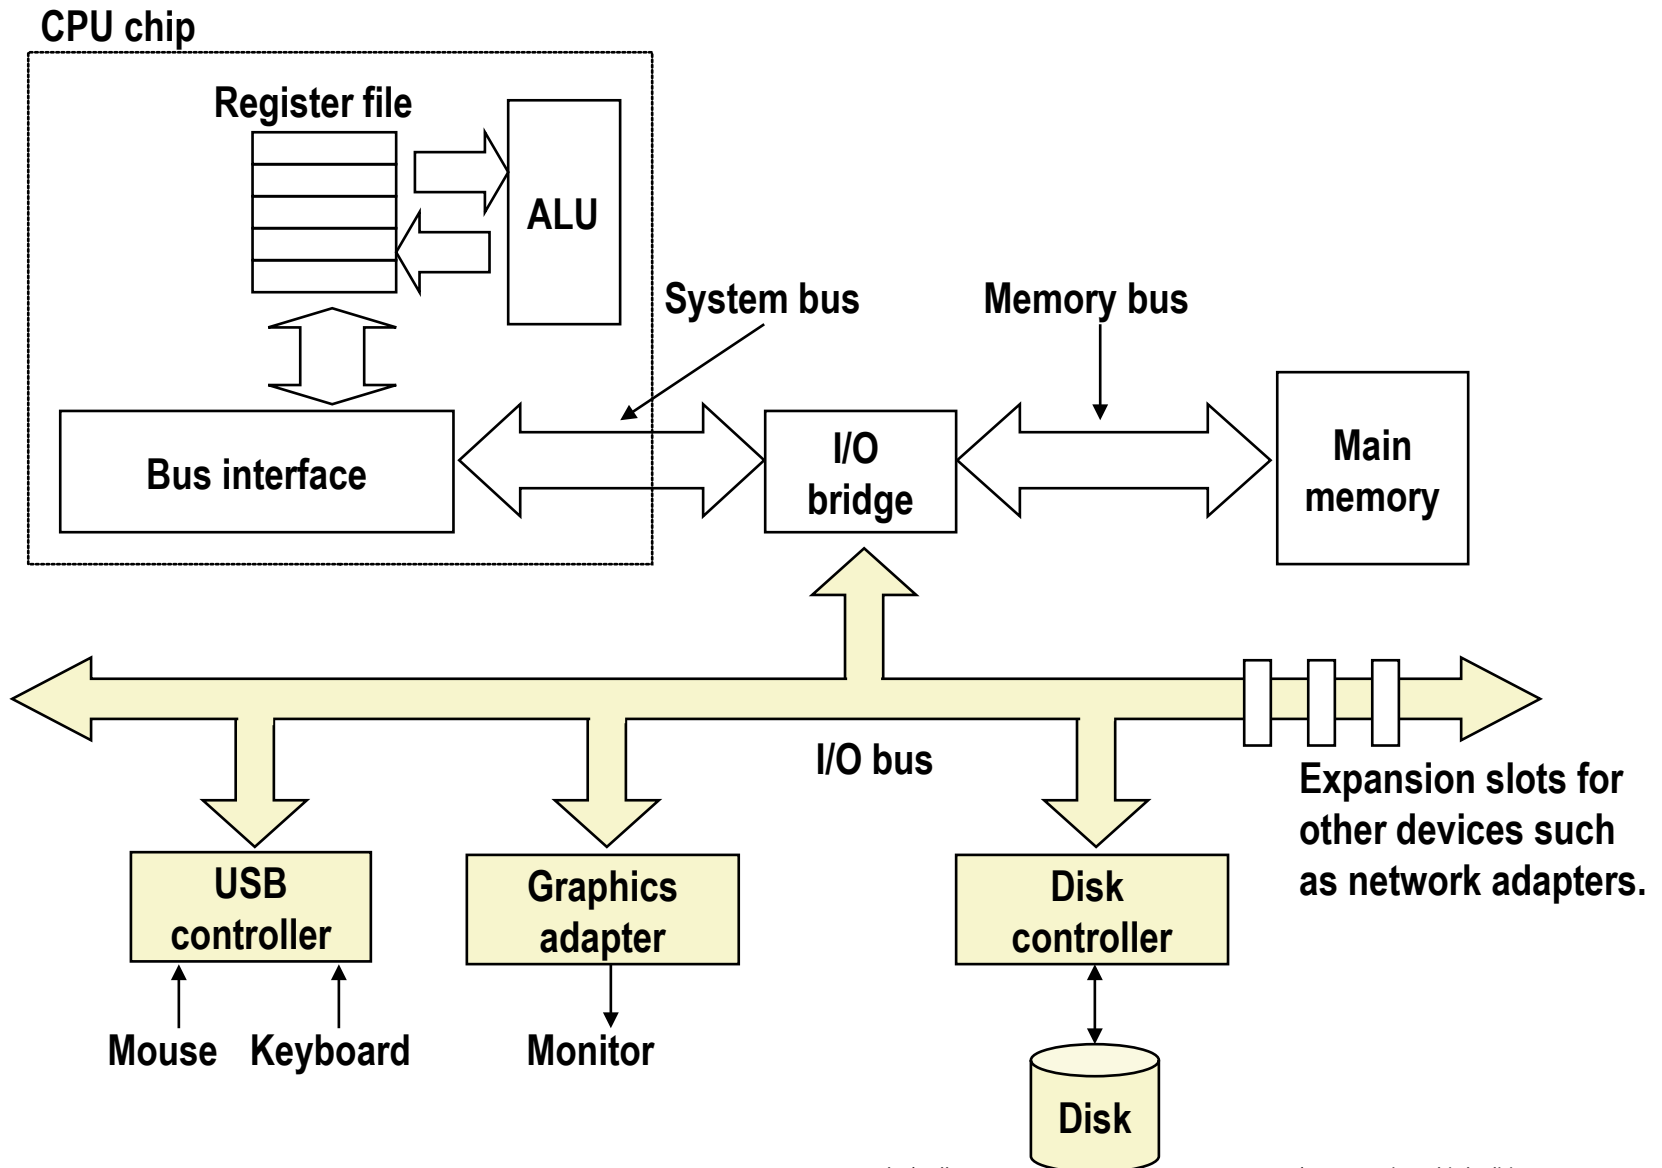 CPU chip
Register file
ALU
System bus
Memory bus
Bus interface
I/O
bridge
Main
memory
I/O bus
Expansion slots for
other devices such
as network adapters.
USB
controller
Graphics
adapter
Disk
controller
Mouse
Keyboard
Monitor
Disk